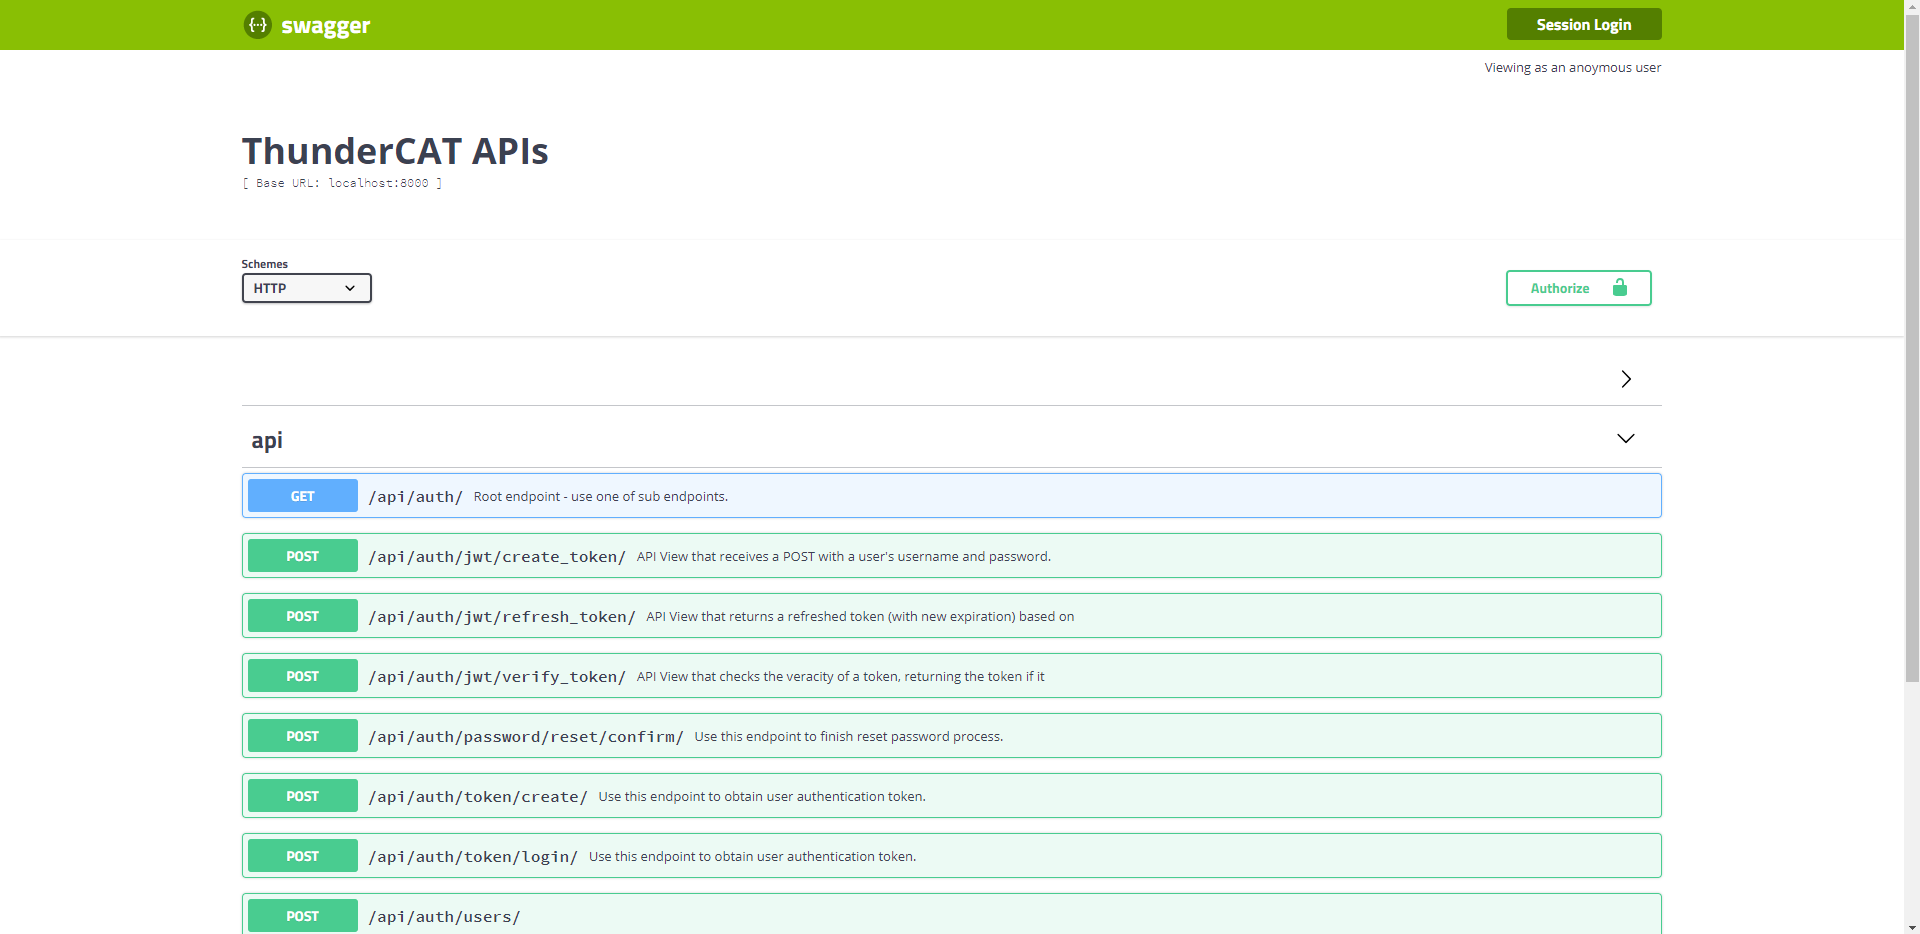 {...} swagger
Session Login
Viewing as an anoymous user
ThunderCAT APIs
[ Base URL: localhost:8000 ]
Schemes
HTTP
Authorize
api
GET /api/auth/ Root endpoint - use one of sub endpoints.
POST /api/auth/jwt/create_token/ API View that receives a POST with a user's username and password.
POST /api/auth/jwt/refresh_token/ API View that returns a refreshed token (with new expiration) based on
POST /api/auth/jwt/verify_token/ API View that checks the veracity of a token, returning the token if it
POST /api/auth/password/reset/confirm/ Use this endpoint to finish reset password process.
POST /api/auth/token/create/ Use this endpoint to obtain user authentication token.
POST /api/auth/token/login/ Use this endpoint to obtain user authentication token.
POST /api/auth/users/